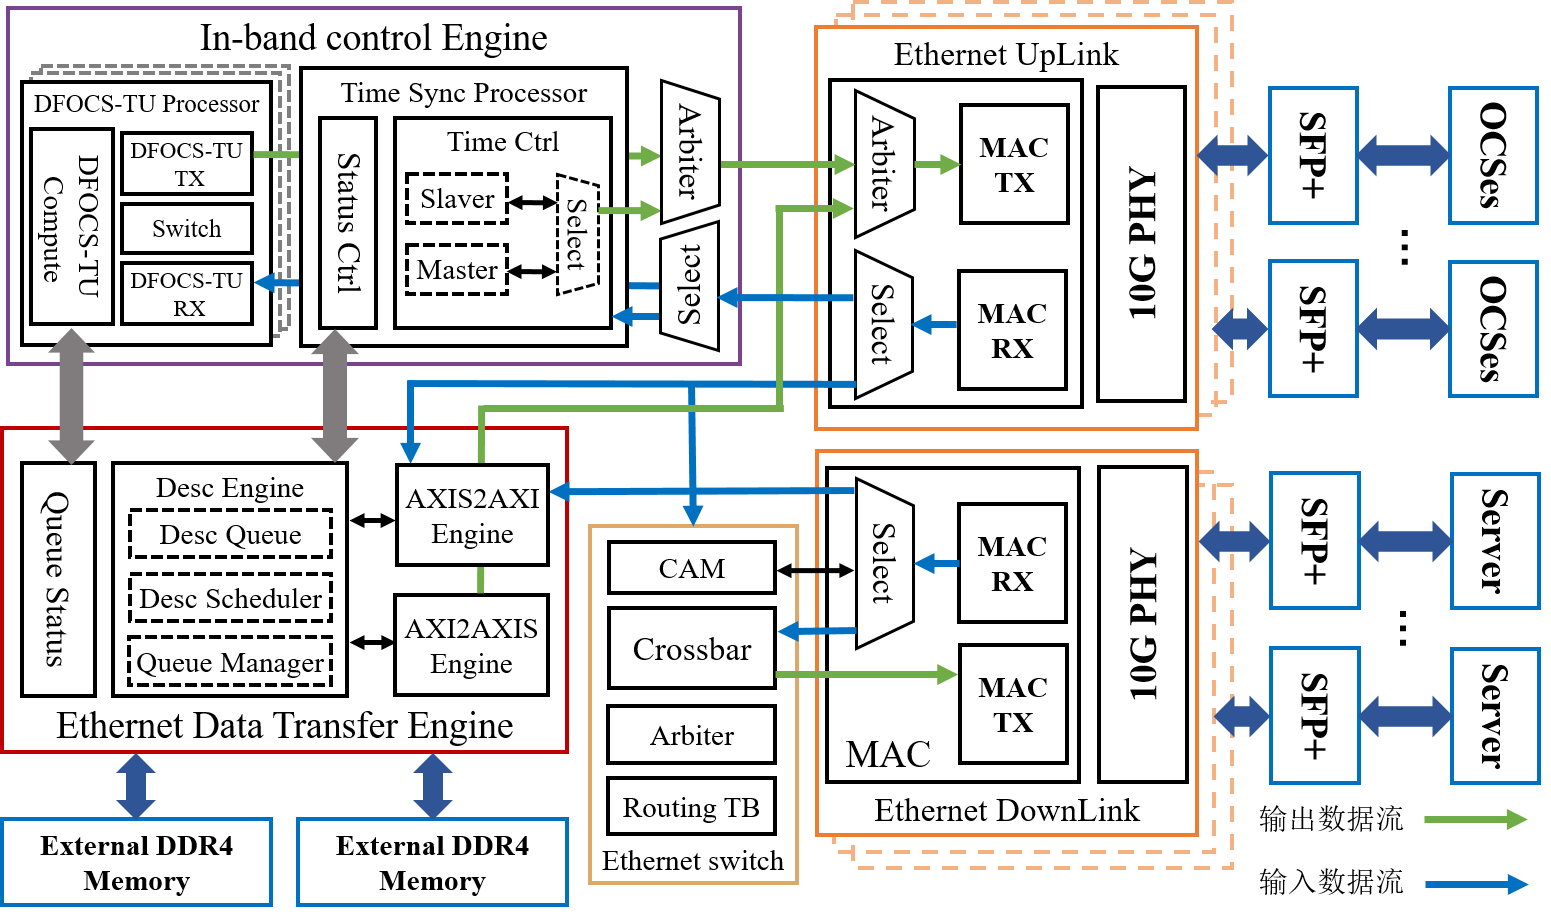 In-band control Engine
DFOCS-TU Processor
DFOCS-TU
Compute
DFOCS-TU
TX
Switch
DFOCS-TU
RX
Time Sync Processor
Status Ctrl
Time Ctrl
Slaver
Master
Select
Arbiter
Select
Ethernet UpLink
Arbiter
Select
MAC
TX
MAC
RX
10G PHY
SFP+
OCSes
...
SFP+
OCSes
Queue Status
Desc Engine
Desc Queue
Desc Scheduler
Queue Manager
AXIS2AXI
Engine
AXI2AXIS
Engine
Ethernet Data Transfer Engine
External DDR4
Memory
External DDR4
Memory
CAM
Crossbar
Arbiter
Routing TB
Ethernet switch
Select
MAC
RX
MAC
TX
MAC
10G PHY
Ethernet DownLink
SFP+
Server
...
SFP+
Server
输出数据流
输入数据流